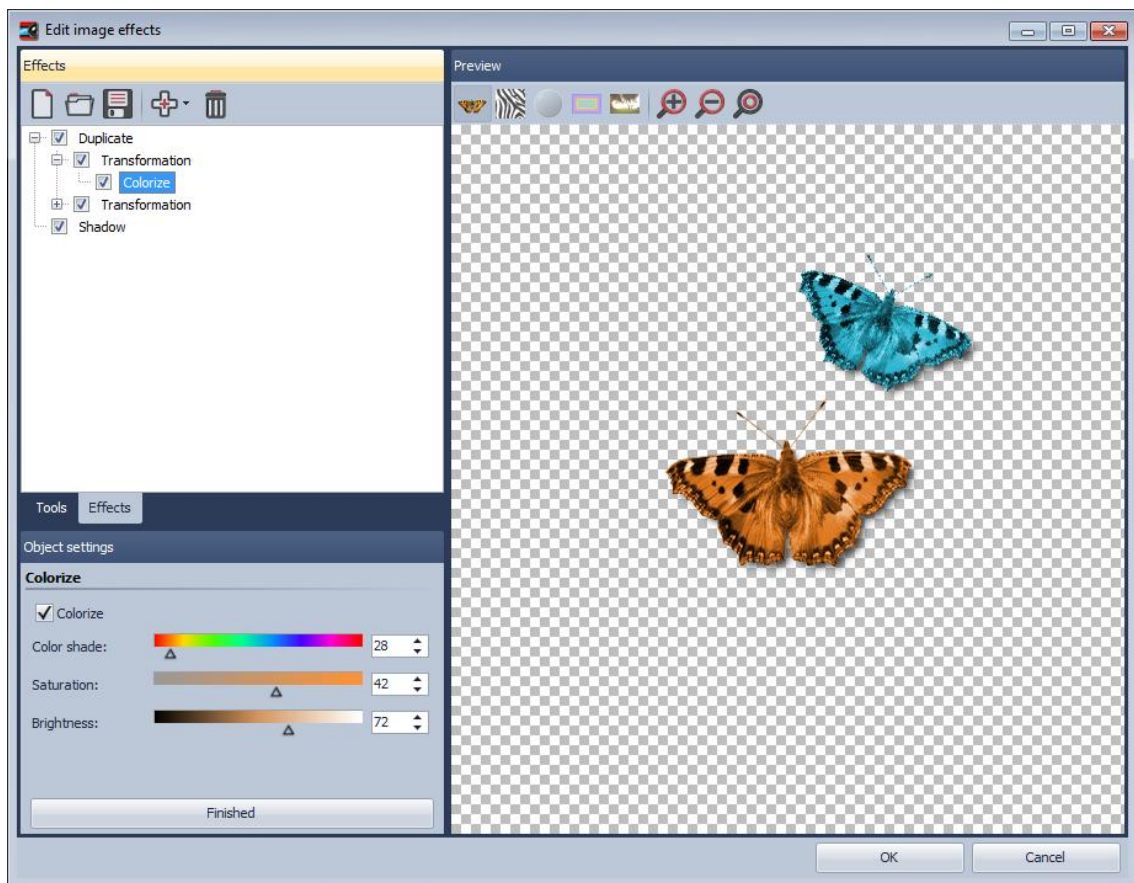 Edit image effects
Effects
Duplicate
Transformation
Colorize
Transformation
Shadow
Tools Effects
Object settings
Colorize
Colorize
Color shade: 28
Saturation: 42
Brightness: 72
Finished
Preview
OK Cancel